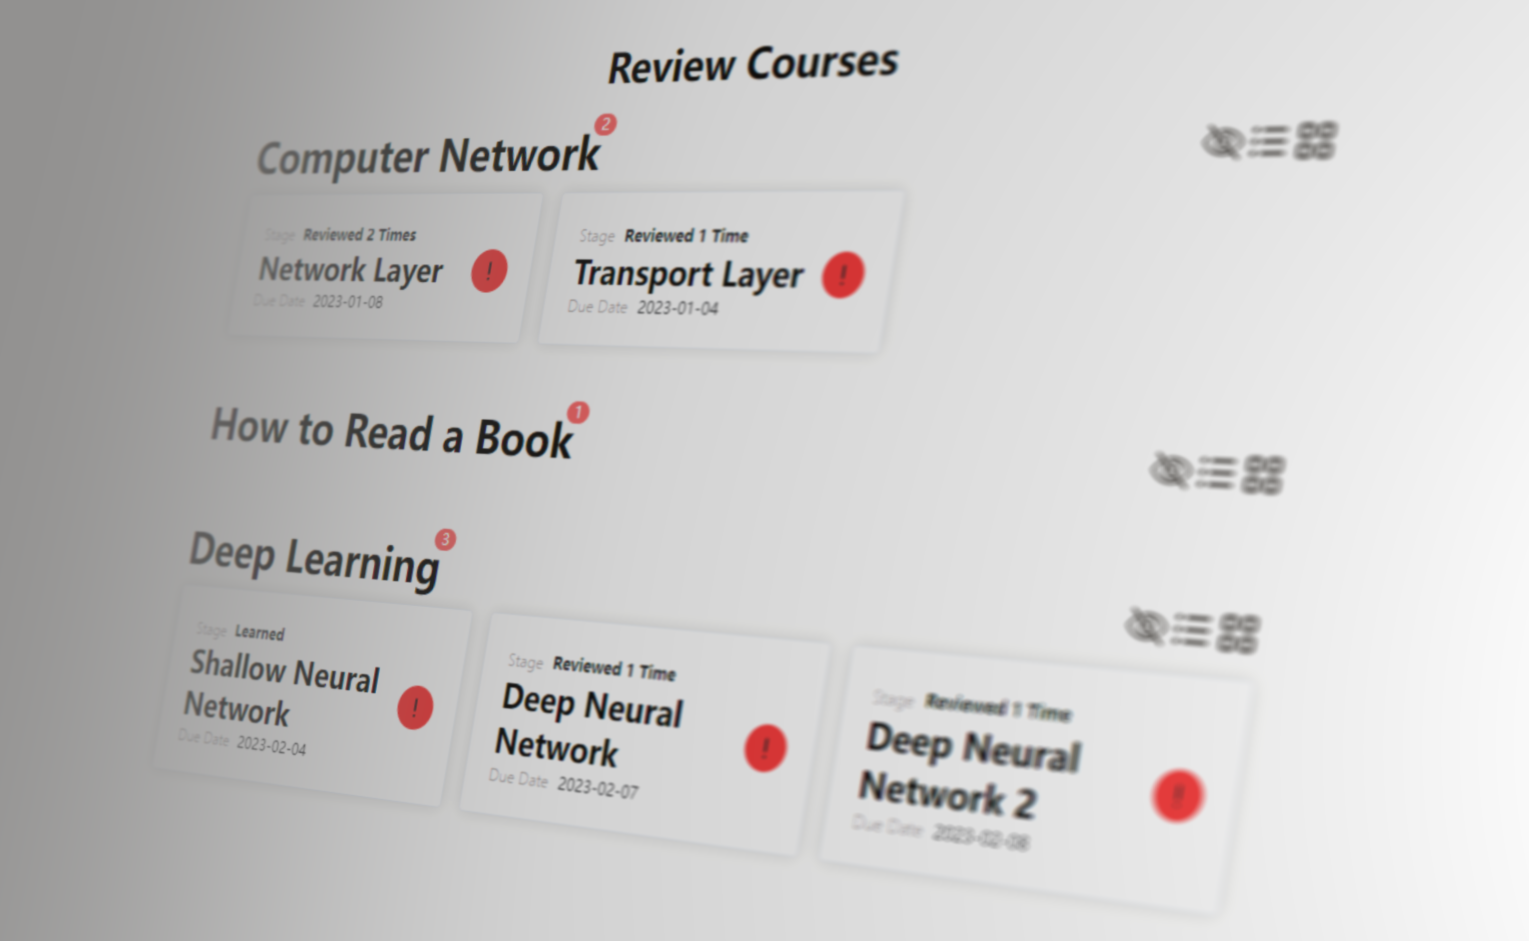 Review Courses
Computer Network 2
Stage Reviewed 2 Times
Network Layer
!
Due Date 2023-01-08
Stage Reviewed 1 Time
Transport Layer
!
Due Date 2023-01-04
How to Read a Book 1
Deep Learning 3
Stage Learned
Shallow Neural
Network
!
Due Date 2023-02-04
Stage Reviewed 1 Time
Deep Neural
Network
!
Due Date 2023-02-07
Stage Reviewed 1 Time
Deep Neural
Network 2
!
Due Date